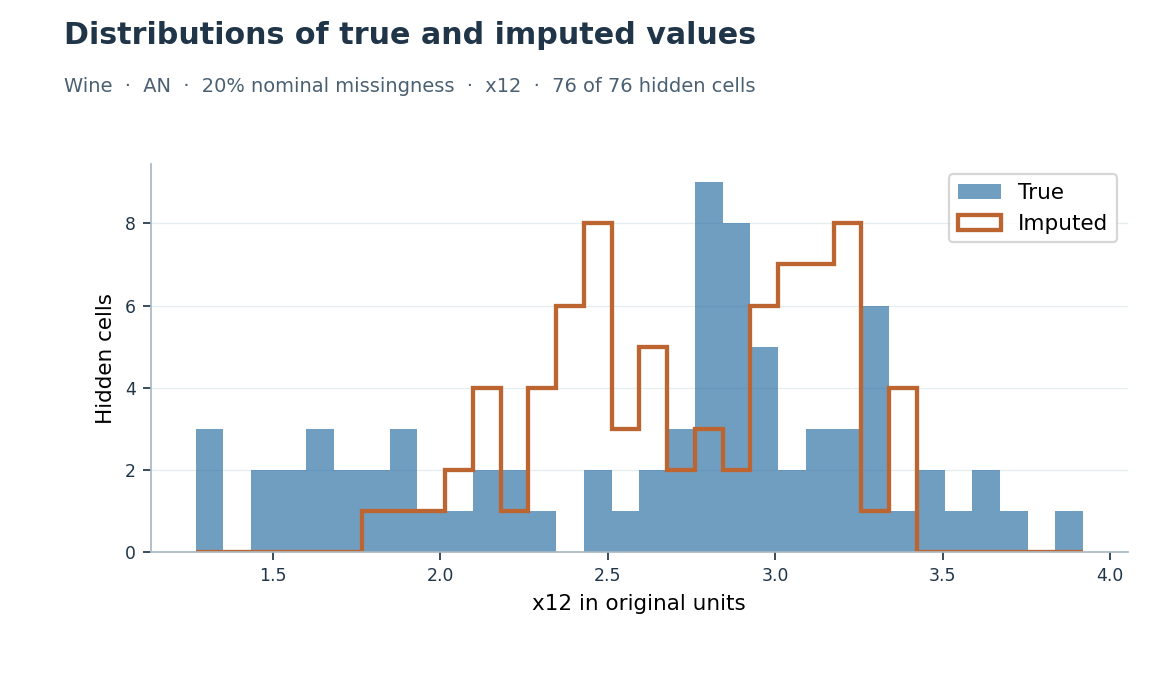 Distributions of true and imputed values
Wine · AN · 20% nominal missingness · x12 · 76 of 76 hidden cells
True
Imputed
Hidden cells
8
6
4
2
0
1.5 2.0 2.5 3.0 3.5 4.0
x12 in original units